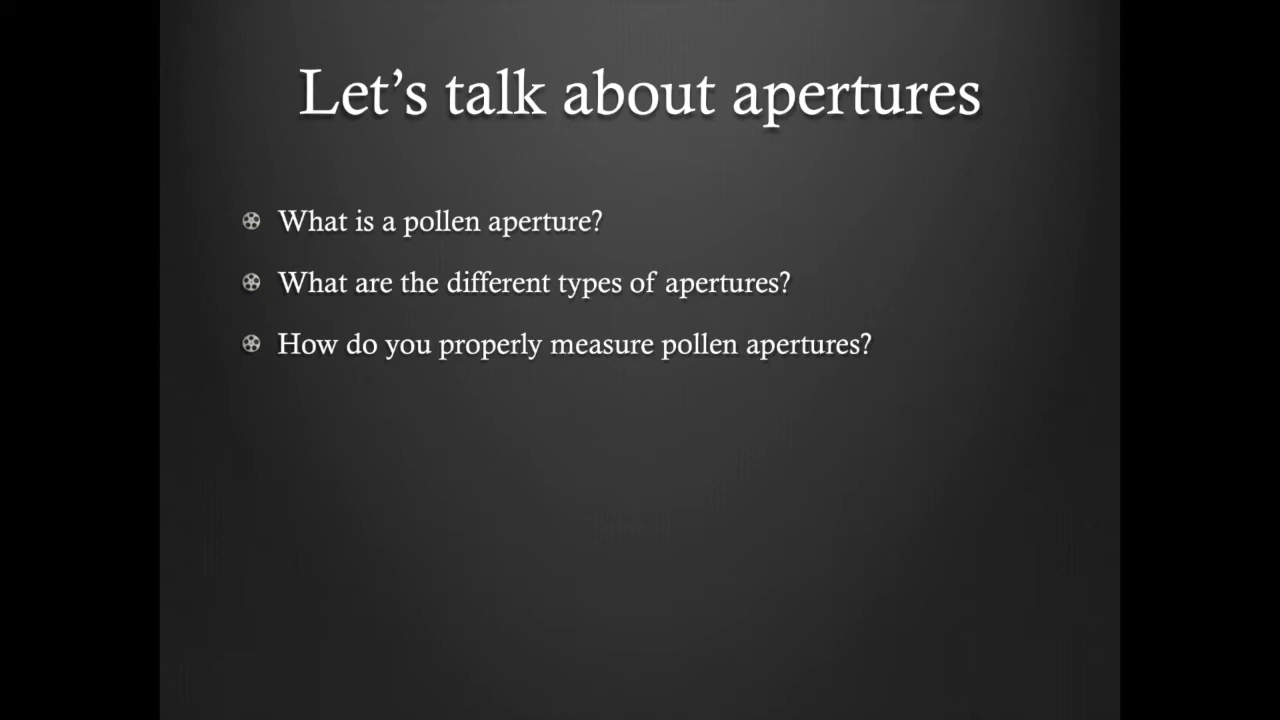 Let’s talk about apertures
What is a pollen aperture?
What are the different types of apertures?
How do you properly measure pollen apertures?